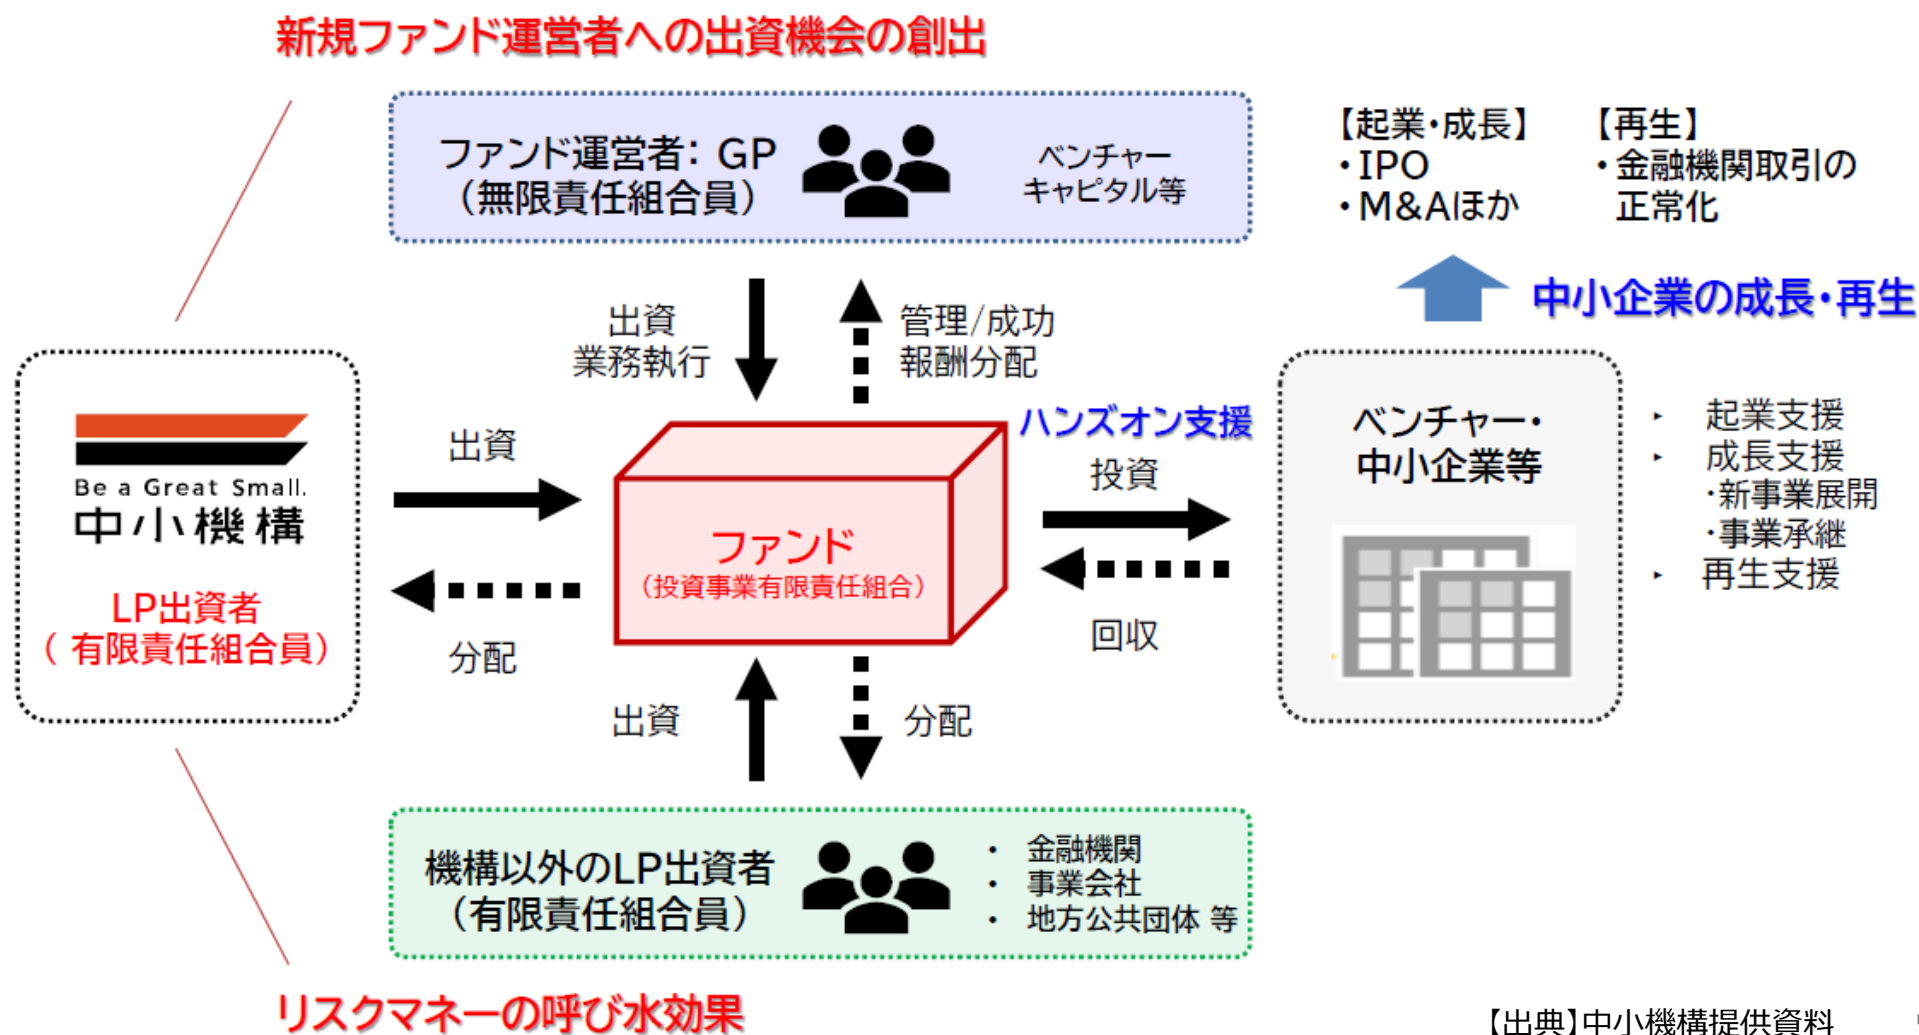 新規ファンド運営者への出資機会の創出
ファンド運営者：GP
（無限責任組合員）
ベンチャー
キャピタル等
【起業・成長】
・IPO
・M&Aほか
【再生】
・金融機関取引の
正常化
中小企業の成長・再生
出資
業務執行
管理/成功
報酬分配
Be a Great Small.
中小機構
LP出資者
（ 有限責任組合員）
出資
分配
ファンド
（投資事業有限責任組合）
ハンズオン支援
投資
回収
ベンチャー・
中小企業等
▸ 起業支援
▸ 成長支援
・新事業展開
・事業承継
▸ 再生支援
出資
分配
機構以外のLP出資者
（有限責任組合員）
・ 金融機関
・ 事業会社
・ 地方公共団体 等
リスクマネーの呼び水効果
【出典】中小機構提供資料